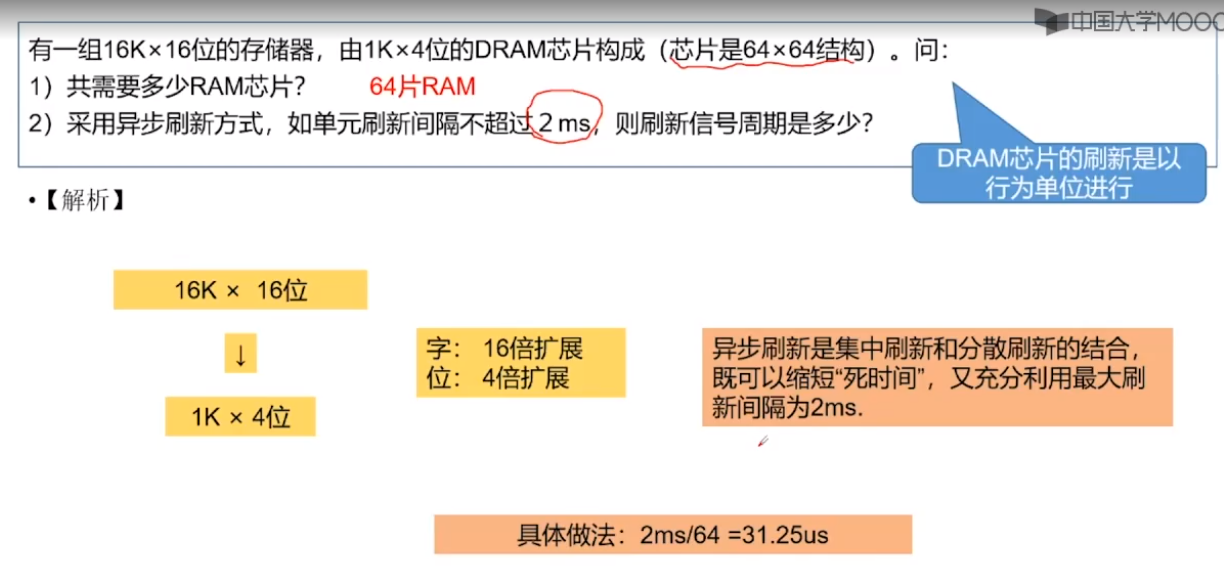 中国大学MOOC
有一组16K×16位的存储器，由1K×4位的DRAM芯片构成（芯片是64×64结构）。问：
1）共需要多少RAM芯片？ 64片RAM
2）采用异步刷新方式，如单元刷新间隔不超过2 ms，则刷新信号周期是多少？
DRAM芯片的刷新是以
行为单位进行
•【解析】
16K × 16位
↓
1K × 4位
字： 16倍扩展
位： 4倍扩展
异步刷新是集中刷新和分散刷新的结合，
既可以缩短“死时间”，又充分利用最大刷
新间隔为2ms.
具体做法：2ms/64 =31.25us